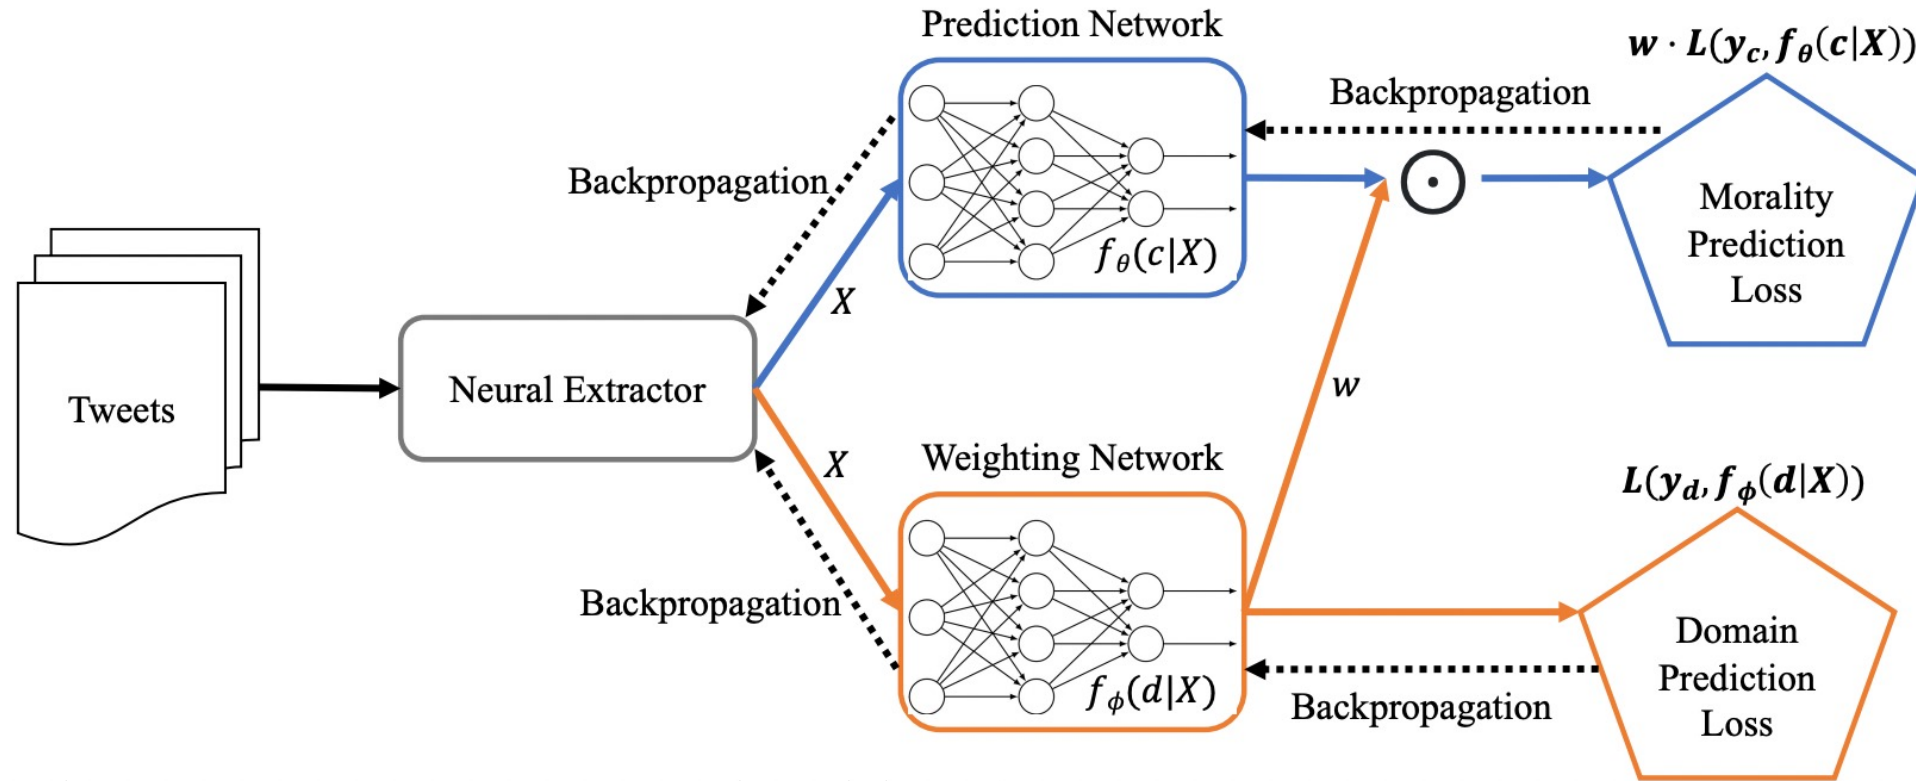 Prediction Network
w · L(y_c, f_θ(c|X))
Backpropagation
Backpropagation
f_θ(c|X)
Morality
Prediction
Loss
X
Tweets
Neural Extractor
w
X
Weighting Network
L(y_d, f_ϕ(d|X))
Backpropagation
f_ϕ(d|X)
Domain
Prediction
Loss
Backpropagation